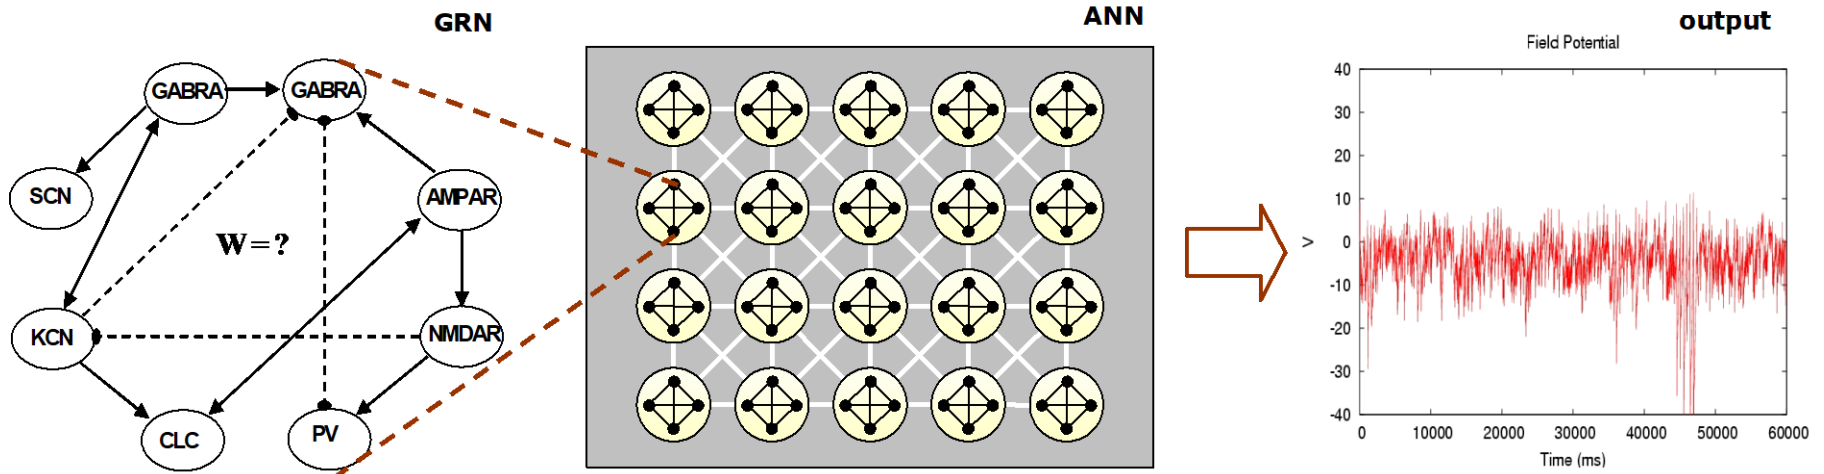 GRN
ANN
output
GABRA
GABRA
SCN
AMPAR
W=?
KCN
NMDAR
CLC
PV
Field Potential
40
30
20
10
0
-10
-20
-30
-40
>
0 10000 20000 30000 40000 50000 60000
Time (ms)